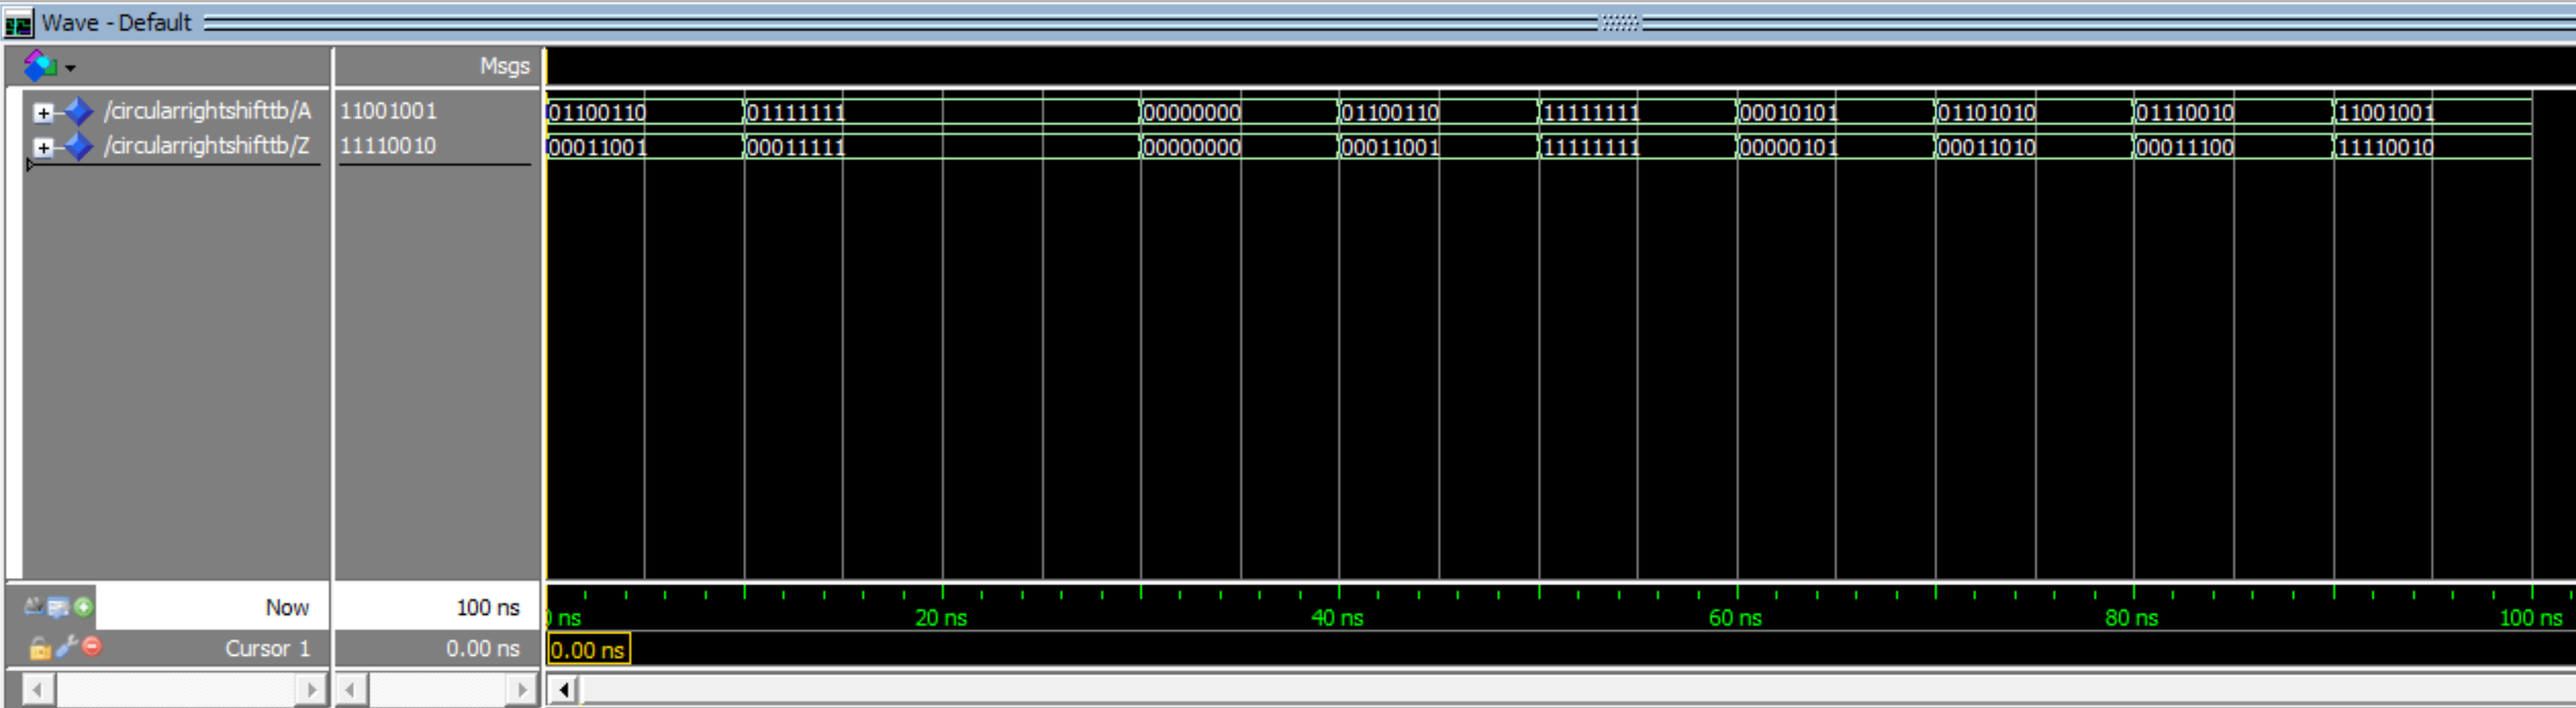 Wave - Default
Msgs
/circularrightshifttb/A 11001001 01100110 01111111 00000000 01100110 11111111 00010101 01101010 01110010 11001001
/circularrightshifttb/Z 11110010 00011001 00011111 00000000 00011001 11111111 00000101 00011010 00011100 11110010
Now 100 ns ns 20 ns 40 ns 60 ns 80 ns 100 ns
Cursor 1 0.00 ns 0.00 ns